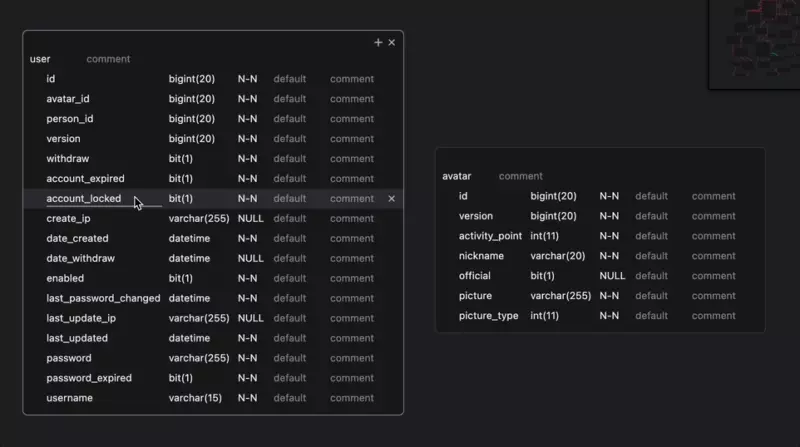 + ×
user comment
id bigint(20) N-N default comment
avatar_id bigint(20) N-N default comment
person_id bigint(20) N-N default comment
version bigint(20) N-N default comment
withdraw bit(1) N-N default comment
account_expired bit(1) N-N default comment
account_locked bit(1) N-N default comment ×
create_ip varchar(255) NULL default comment
date_created datetime N-N default comment
date_withdraw datetime NULL default comment
enabled bit(1) N-N default comment
last_password_changed datetime N-N default comment
last_update_ip varchar(255) NULL default comment
last_updated datetime N-N default comment
password varchar(255) N-N default comment
password_expired bit(1) N-N default comment
username varchar(15) N-N default comment
avatar comment
id bigint(20) N-N default comment
version bigint(20) N-N default comment
activity_point int(11) N-N default comment
nickname varchar(20) N-N default comment
official bit(1) NULL default comment
picture varchar(255) N-N default comment
picture_type int(11) N-N default comment